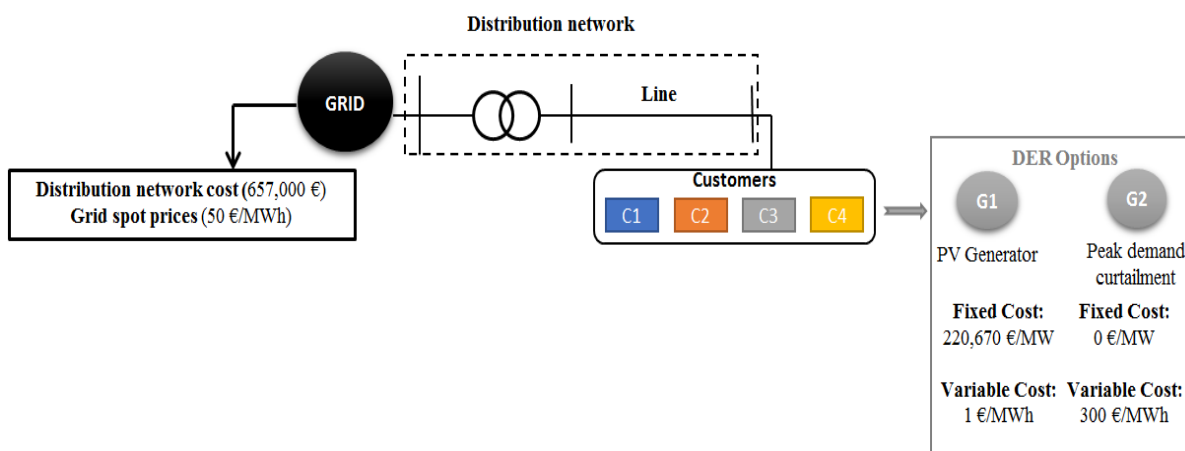 Distribution network
GRID
Line
Distribution network cost (657,000 €)
Grid spot prices (50 €/MWh)
Customers
C1 C2 C3 C4
DER Options
G1 G2
PV Generator
Peak demand
curtailment
Fixed Cost: Fixed Cost:
220,670 €/MW 0 €/MW
Variable Cost: Variable Cost:
1 €/MWh 300 €/MWh